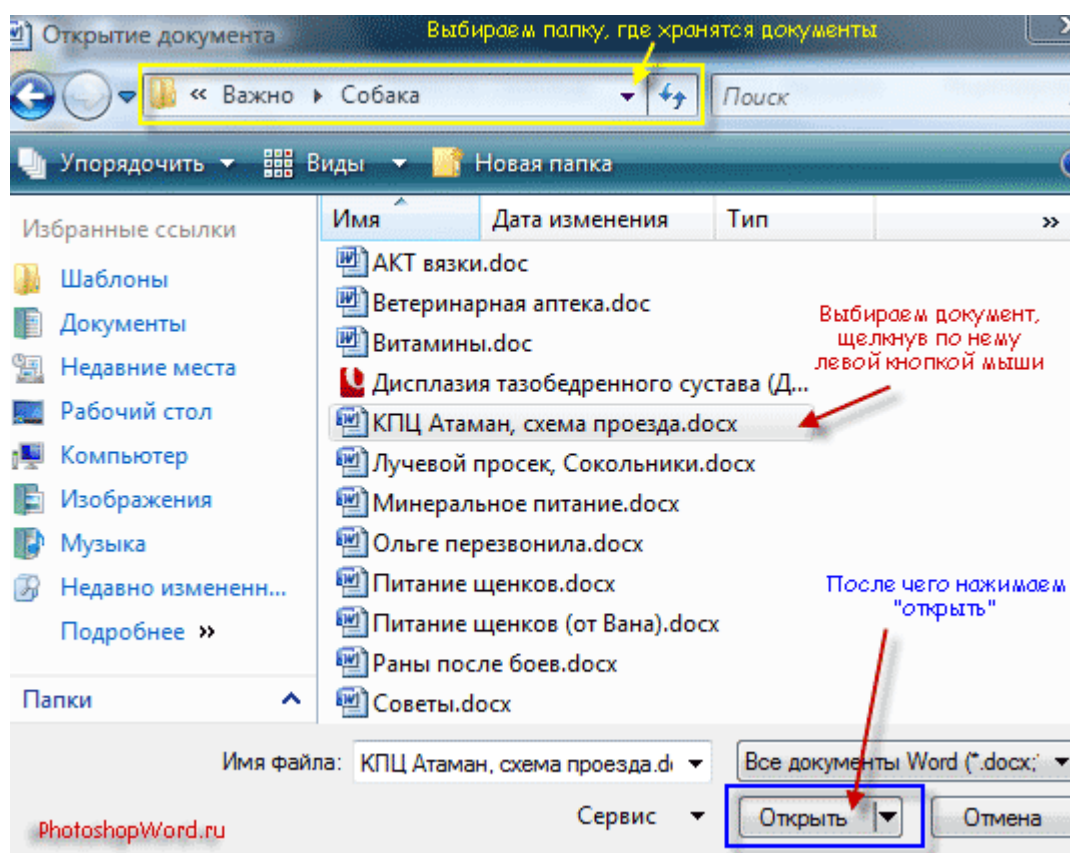 Открытие документа
Выбираем папку, где хранятся документы
« Важно Собака
Поиск
Упорядочить Виды Новая папка
Избранные ссылки
Шаблоны
Документы
Недавние места
Рабочий стол
Компьютер
Изображения
Музыка
Недавно измененн...
Подробнее »
Папки
Имя Дата изменения Тип »
АКТ вязки.doc
Ветеринарная аптека.doc
Витамины.doc
Дисплазия тазобедренного сустава (Д...
КПЦ Атаман, схема проезда.docx
Лучевой просек, Сокольники.docx
Минеральное питание.docx
Ольге перезвонила.docx
Питание щенков.docx
Питание щенков (от Вана).docx
Раны после боев.docx
Советы.docx
Выбираем документ,
щелкнув по нему
левой кнопкой мыши
После чего нажимаем
"открыть"
Имя файла: КПЦ Атаман, схема проезда.d
Все документы Word (*.docx;
Сервис Открыть Отмена
PhotoshopWord.ru